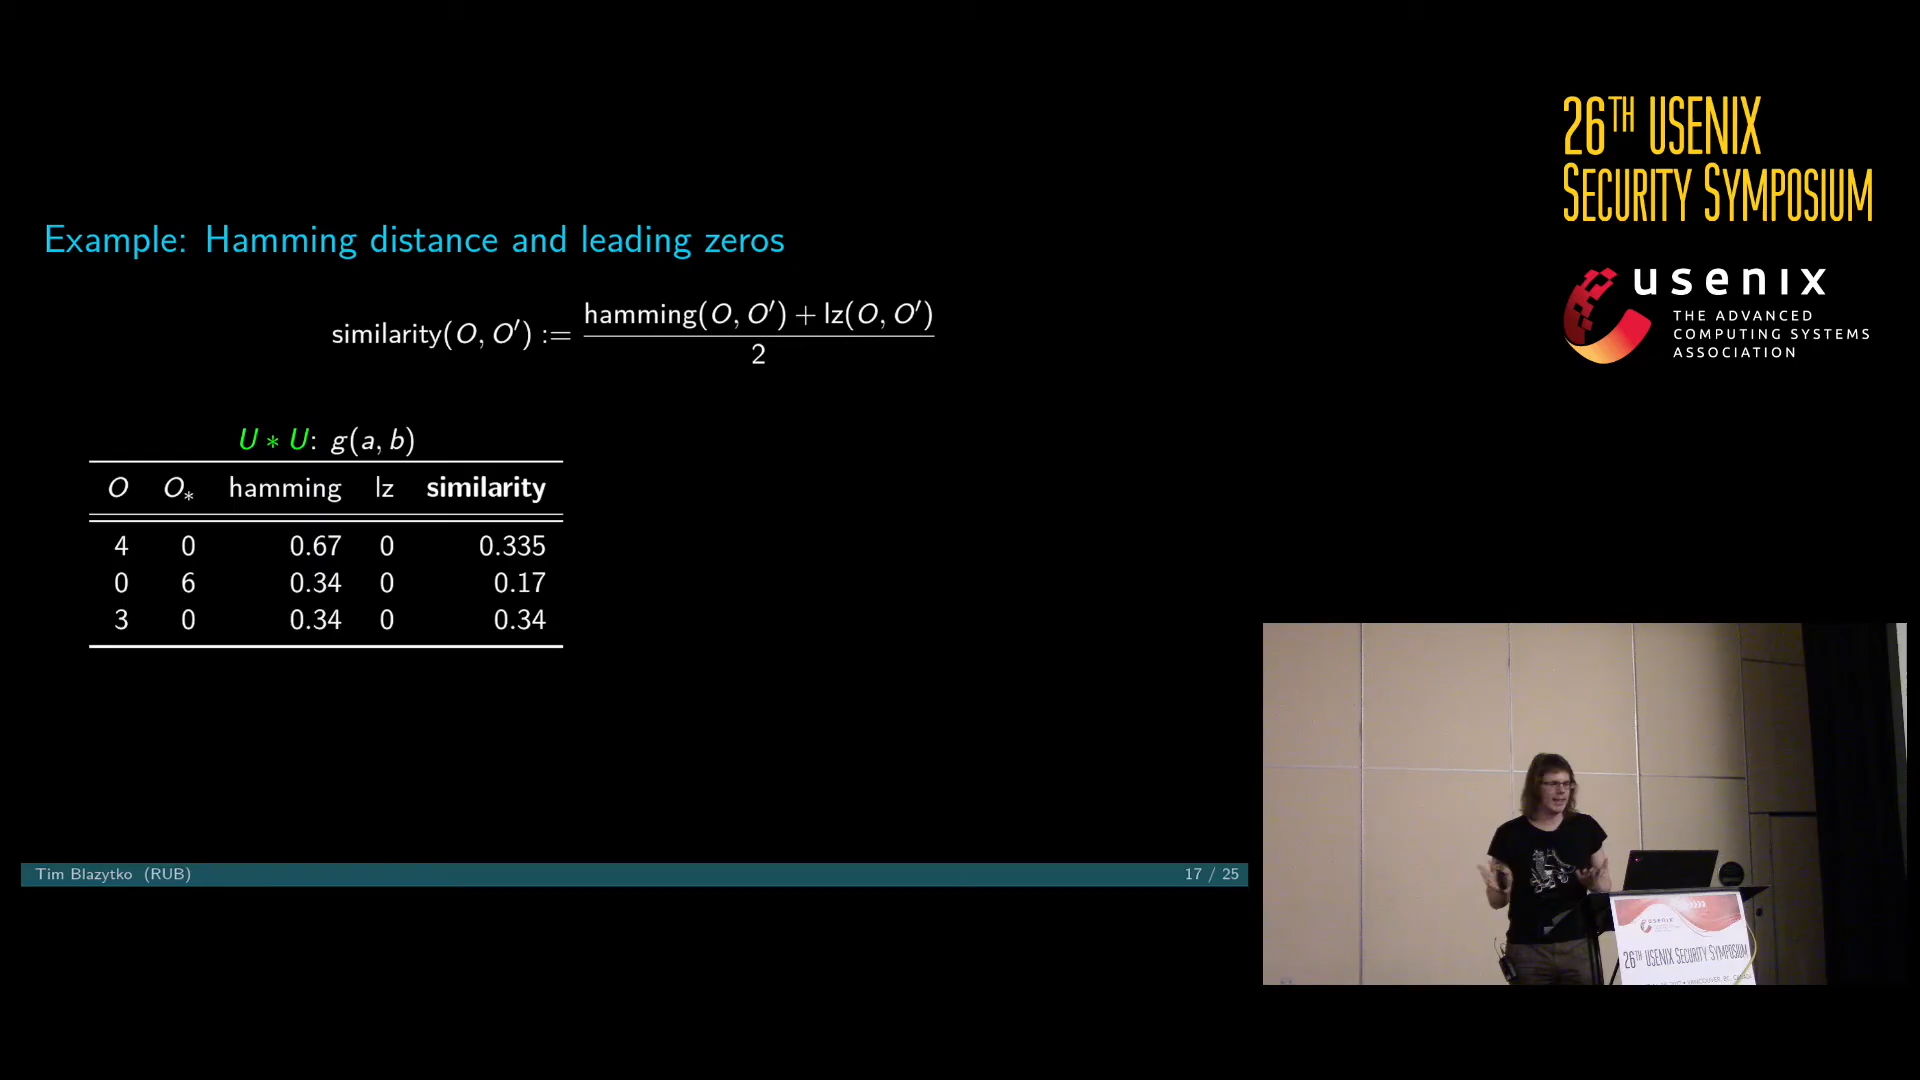 26TH USENIX
SECURITY SYMPOSIUM
usenix
THE ADVANCED
COMPUTING SYSTEMS
ASSOCIATION
Example: Hamming distance and leading zeros
similarity(O, O′) := hamming(O, O′) + lz(O, O′)
2
U ∗ U: g(a, b)
O O∗ hamming lz similarity
4 0 0.67 0 0.335
0 6 0.34 0 0.17
3 0 0.34 0 0.34
Tim Blazytko (RUB) 17 / 25
usenix
26TH USENIX SECURITY SYMPOSIUM